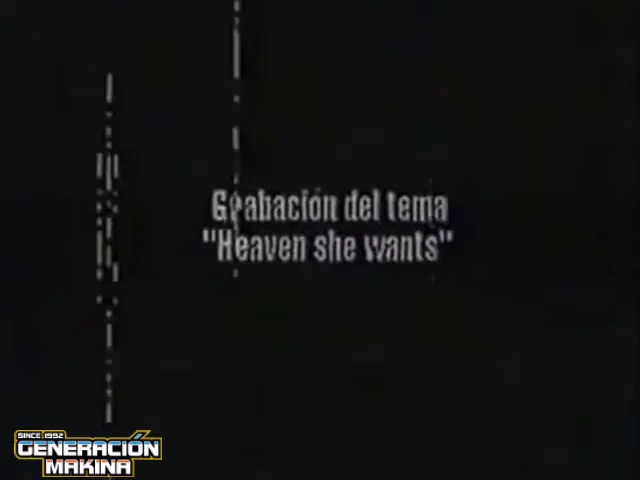 Grabación del tema
"Heaven she wants"
SINCE 1992
GENERACIÓN
MAKINA